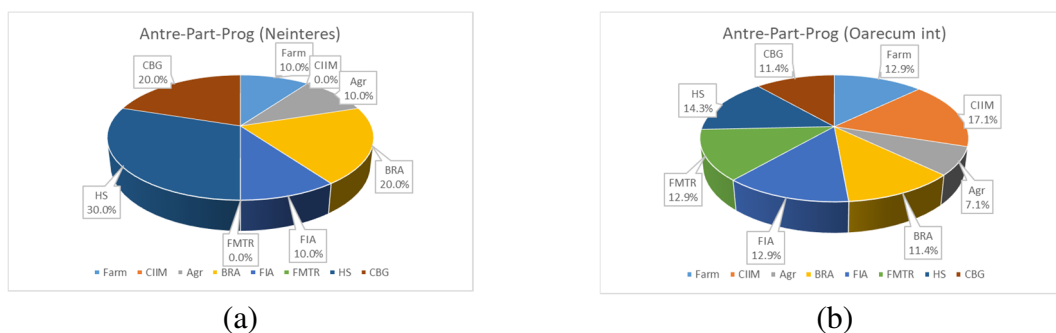 Antre-Part-Prog (Neinteres)
Farm
10.0%
CIIM
0.0%
Agr
10.0%
BRA
20.0%
FIA
10.0%
FMTR
0.0%
HS
30.0%
CBG
20.0%
Farm CIIM Agr BRA FIA FMTR HS CBG
(a)
Antre-Part-Prog (Oarecum int)
Farm
12.9%
CIIM
17.1%
Agr
7.1%
BRA
11.4%
FIA
12.9%
FMTR
12.9%
HS
14.3%
CBG
11.4%
Farm CIIM Agr BRA FIA FMTR HS CBG
(b)